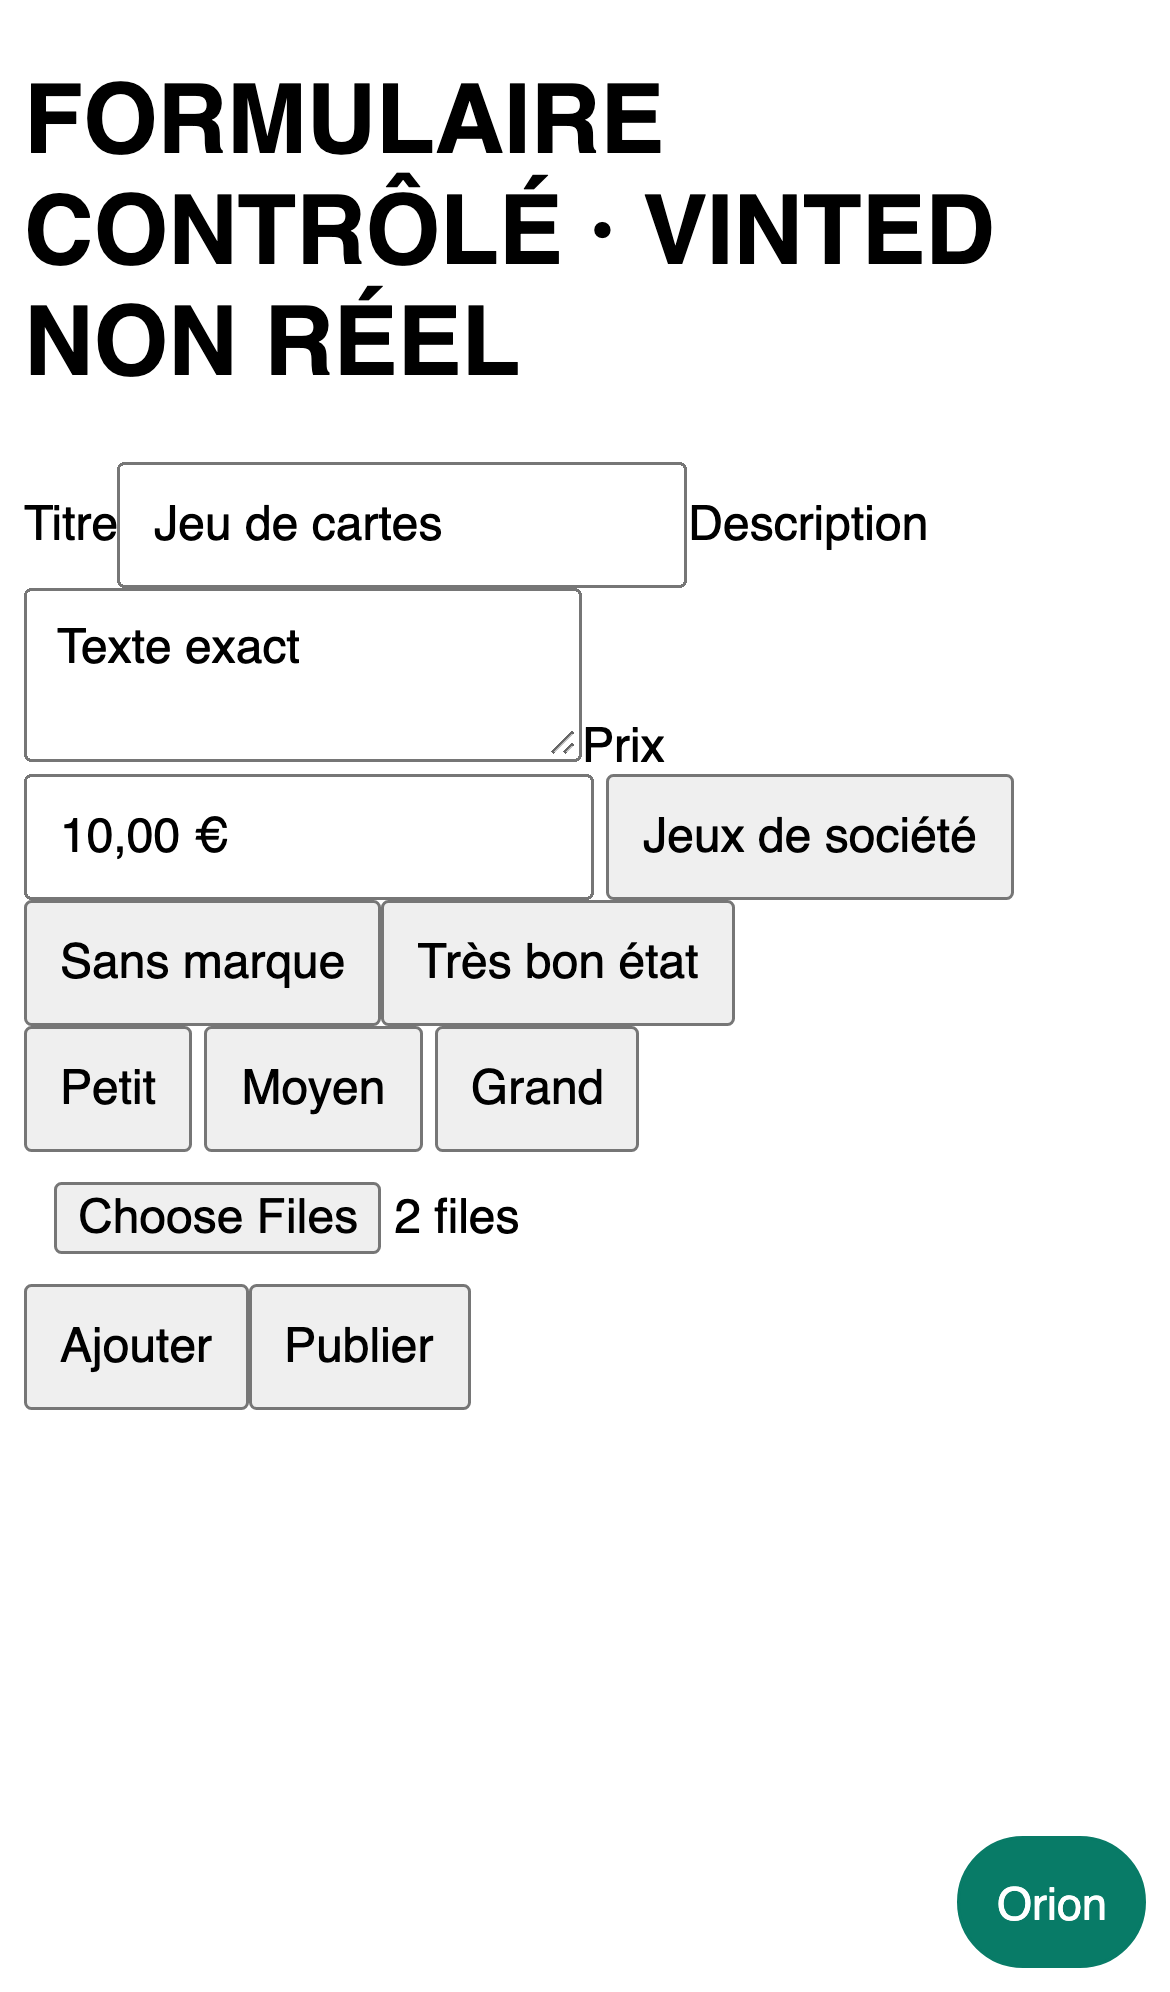 FORMULAIRE
CONTRÔLÉ · VINTED
NON RÉEL
Titre Jeu de cartes Description
Texte exact
Prix
10,00 € Jeux de société
Sans marque Très bon état
Petit Moyen Grand
Choose Files 2 files
Ajouter Publier
Orion